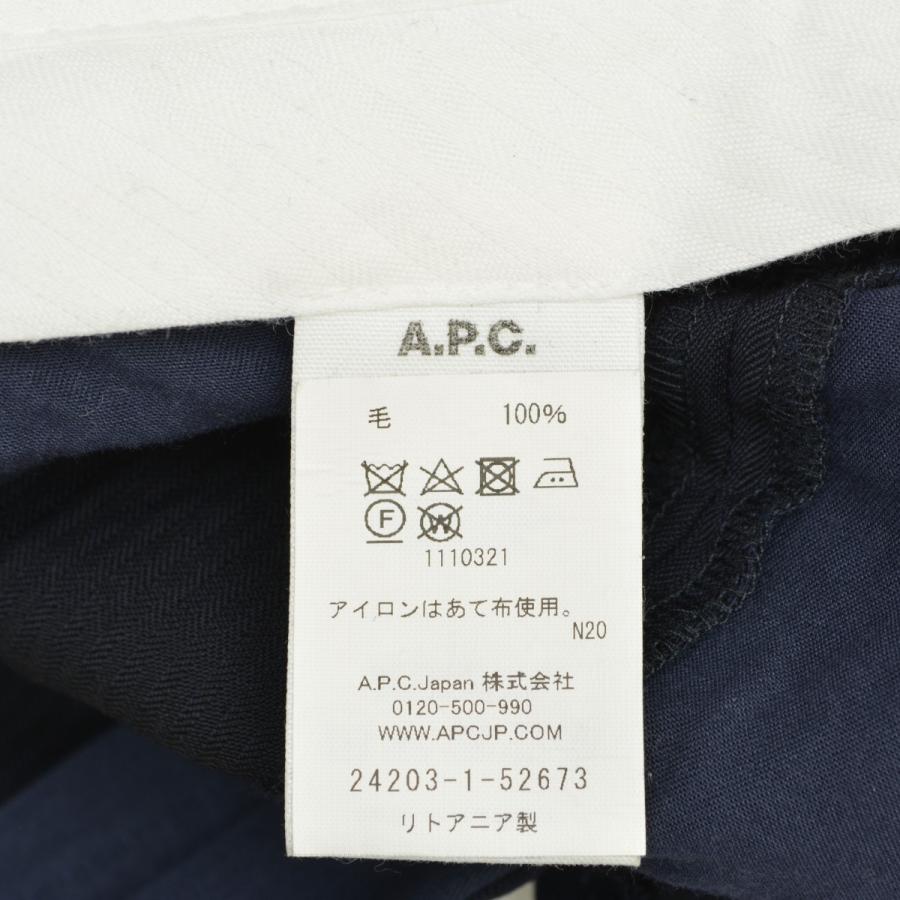 A.P.C.
毛 100%
F W
1110321
アイロンはあて布使用。
N20
A.P.C.Japan 株式会社
0120-500-990
WWW.APCJP.COM
24203-1-52673
リトアニア製